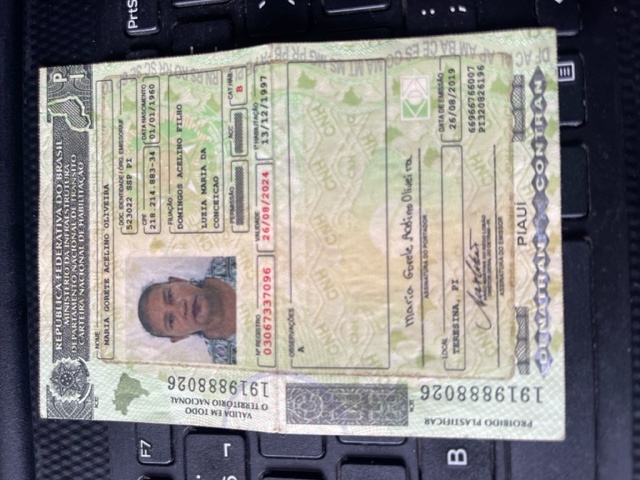 REPÚBLICA FEDERATIVA DO BRASIL
MINISTÉRIO DA INFRAESTRUTURA
DEPARTAMENTO NACIONAL DE TRÂNSITO
CARTEIRA NACIONAL DE HABILITAÇÃO
PI
NOME
MARIA GORETE ACELINO OLIVEIRA
DOC. IDENTIDADE / ÓRG. EMISSOR/UF
523022 SSP PI
CPF
218.214.883-34
DATA NASCIMENTO
01/01/1960
FILIAÇÃO
DOMINGOS ACELINO FILHO
LUZIA MARIA DA
CONCEICAO
PERMISSÃO
ACC
CAT. HAB.
B
Nº REGISTRO
03067337096
VALIDADE
26/08/2024
1ª HABILITAÇÃO
13/12/1997
VÁLIDA EM TODO
O TERRITÓRIO NACIONAL
1919888026
OBSERVAÇÕES
A
Maria Gorete Acelino Oliveira
ASSINATURA DO PORTADOR
LOCAL
TERESINA, PI
DATA DE EMISSÃO
26/08/2019
66966766007
PI320826196
ASSINATURA DO EMISSOR
PROIBIDO PLASTIFICAR
1919888026
PIAUÍ
DENATRAN
CONTRAN
F7
PrtS
B